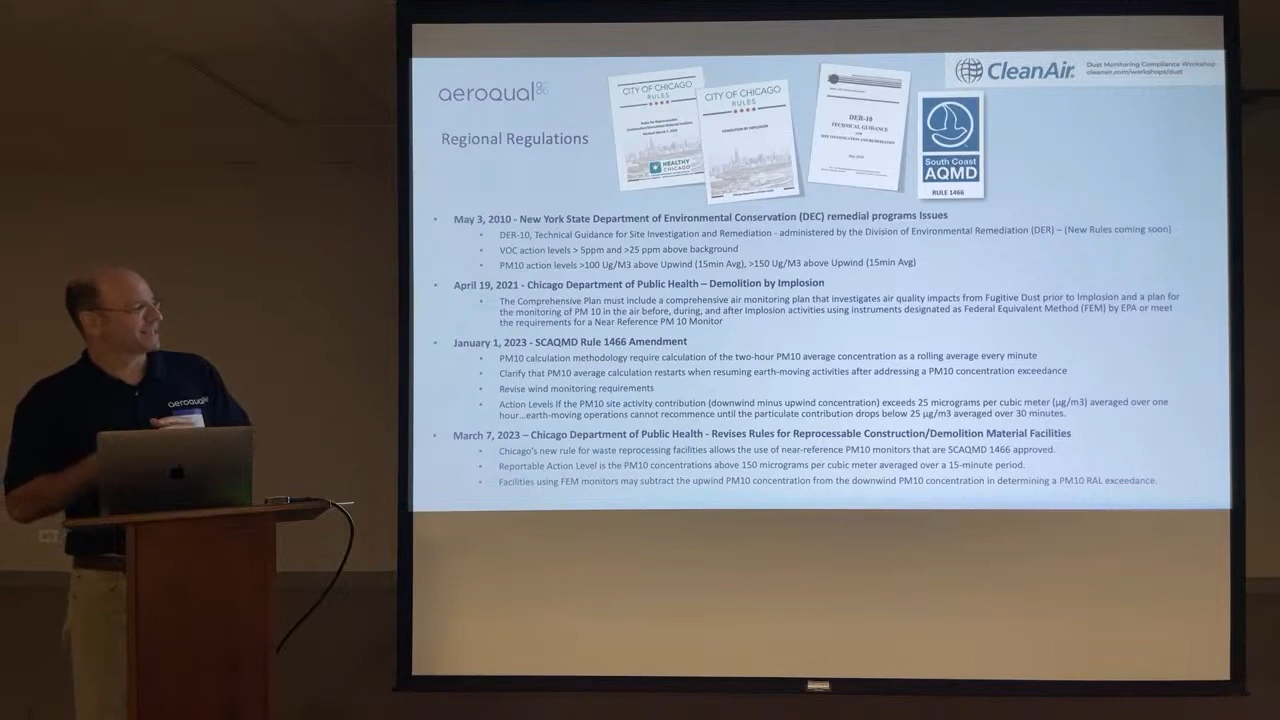 aeroqual
Regional Regulations
CITY OF CHICAGO
RULES
HEALTHY
CHICAGO
CITY OF CHICAGO
RULES
DEMOLITION BY IMPLOSION
DER-10
TECHNICAL GUIDANCE
FOR
SITE INVESTIGATION AND REMEDIATION
South Coast
AQMD
RULE 1466
CleanAir.
Dust Monitoring Compliance Workshop
cleanair.com/workshops/dust
• May 3, 2010 - New York State Department of Environmental Conservation (DEC) remedial programs Issues
• DER-10, Technical Guidance for Site Investigation and Remediation - administered by the Division of Environmental Remediation (DER) – (New Rules coming soon)
• VOC action levels > 5ppm and >25 ppm above background
• PM10 action levels >100 Ug/M3 above Upwind (15min Avg), >150 Ug/M3 above Upwind (15min Avg)
• April 19, 2021 - Chicago Department of Public Health – Demolition by Implosion
• The Comprehensive Plan must include a comprehensive air monitoring plan that investigates air quality impacts from Fugitive Dust prior to Implosion and a plan for
the monitoring of PM 10 in the air before, during, and after Implosion activities using instruments designated as Federal Equivalent Method (FEM) by EPA or meet
the requirements for a Near Reference PM 10 Monitor
• January 1, 2023 - SCAQMD Rule 1466 Amendment
• PM10 calculation methodology require calculation of the two-hour PM10 average concentration as a rolling average every minute
• Clarify that PM10 average calculation restarts when resuming earth-moving activities after addressing a PM10 concentration exceedance
• Revise wind monitoring requirements
• Action Levels If the PM10 site activity contribution (downwind minus upwind concentration) exceeds 25 micrograms per cubic meter (µg/m3) averaged over one
hour...earth-moving operations cannot recommence until the particulate contribution drops below 25 µg/m3 averaged over 30 minutes.
• March 7, 2023 – Chicago Department of Public Health - Revises Rules for Reprocessable Construction/Demolition Material Facilities
• Chicago's new rule for waste reprocessing facilities allows the use of near-reference PM10 monitors that are SCAQMD 1466 approved.
• Reportable Action Level is the PM10 concentrations above 150 micrograms per cubic meter averaged over a 15-minute period.
• Facilities using FEM monitors may subtract the upwind PM10 concentration from the downwind PM10 concentration in determining a PM10 RAL exceedance.
aeroqual